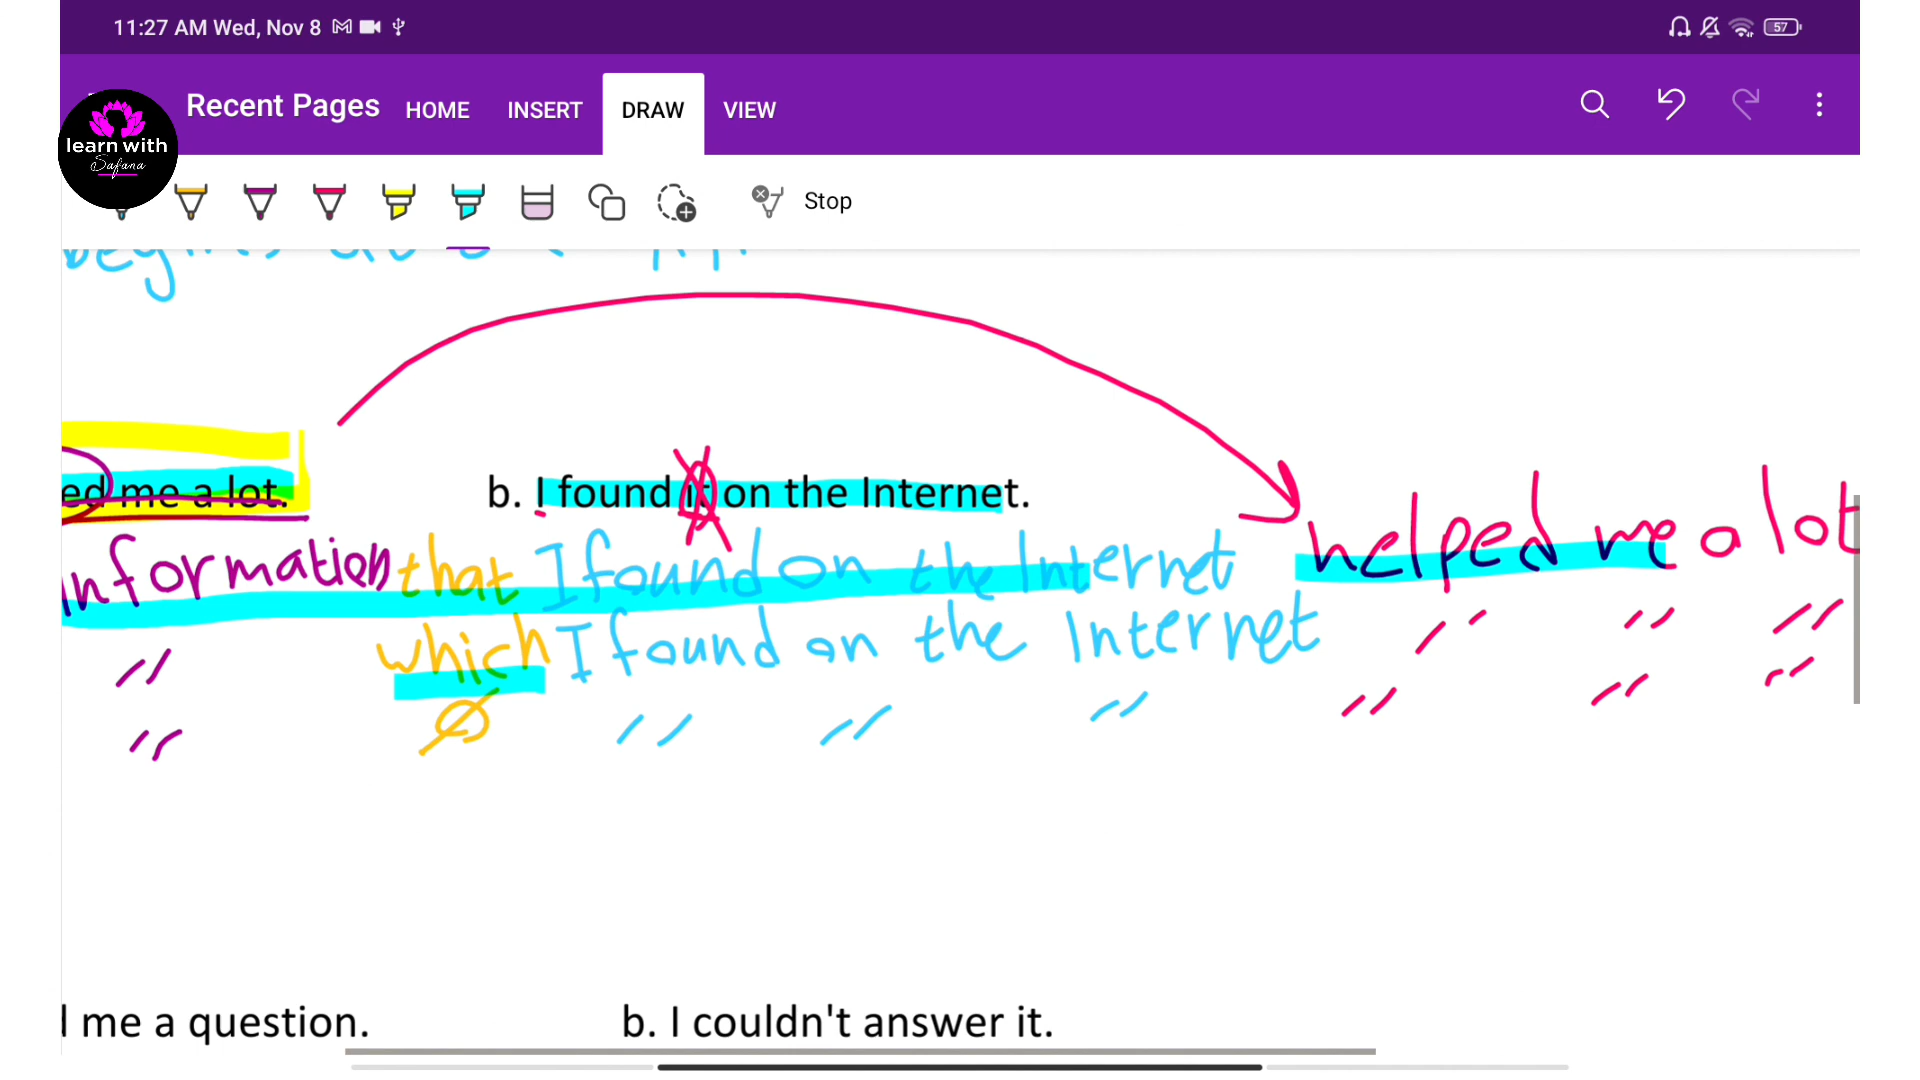 11:27 AM Wed, Nov 8
57
Recent Pages HOME INSERT DRAW VIEW
learn with
Safana
Stop
ed me a lot. b. I found it on the Internet.
information that I found on the Internet helped me a lot
which I found on the Internet
Ø
me a question. b. I couldn't answer it.